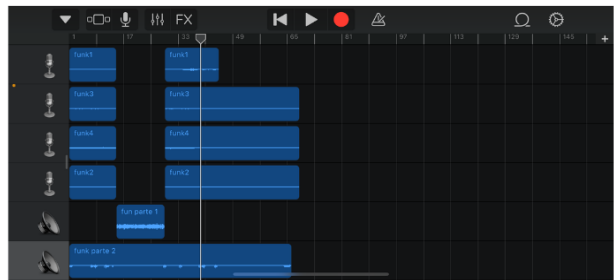 FX
1 17 33 49 65 81 97 113 129 145 +
funk1 funk1
funk3 funk3
funk4 funk4
funk2 funk2
fun parte 1
funk parte 2